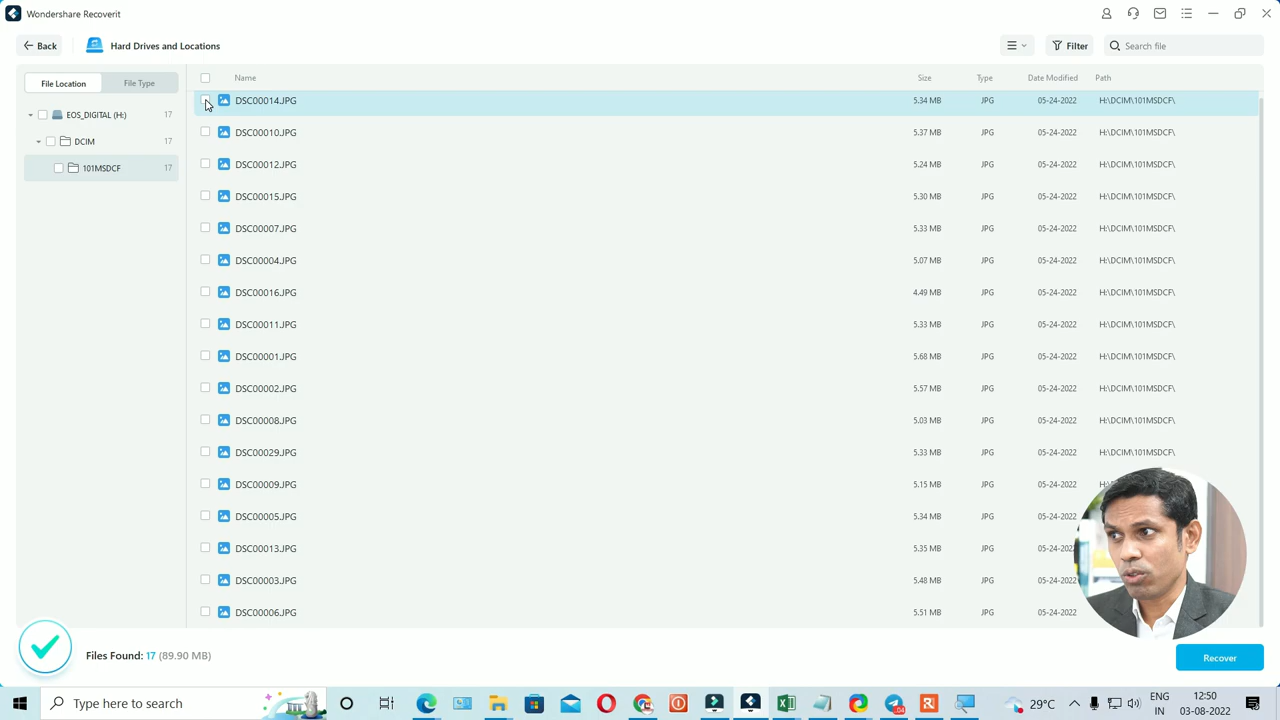 Wondershare Recoverit
Back
Hard Drives and Locations
Filter
Search file
File Location
File Type
Name
Size
Type
Date Modified
Path
EOS_DIGITAL (H:) 17
DCIM 17
101MSDCF 17
DSC00014.JPG 5.34 MB JPG 05-24-2022 H:\DCIM\101MSDCF\
DSC00010.JPG 5.37 MB JPG 05-24-2022 H:\DCIM\101MSDCF\
DSC00012.JPG 5.24 MB JPG 05-24-2022 H:\DCIM\101MSDCF\
DSC00015.JPG 5.30 MB JPG 05-24-2022 H:\DCIM\101MSDCF\
DSC00007.JPG 5.33 MB JPG 05-24-2022 H:\DCIM\101MSDCF\
DSC00004.JPG 5.07 MB JPG 05-24-2022 H:\DCIM\101MSDCF\
DSC00016.JPG 4.49 MB JPG 05-24-2022 H:\DCIM\101MSDCF\
DSC00011.JPG 5.33 MB JPG 05-24-2022 H:\DCIM\101MSDCF\
DSC00001.JPG 5.68 MB JPG 05-24-2022 H:\DCIM\101MSDCF\
DSC00002.JPG 5.57 MB JPG 05-24-2022 H:\DCIM\101MSDCF\
DSC00008.JPG 5.03 MB JPG 05-24-2022 H:\DCIM\101MSDCF\
DSC00029.JPG 5.33 MB JPG 05-24-2022 H:\DCIM\101MSDCF\
DSC00009.JPG 5.15 MB JPG 05-24-2022
DSC00005.JPG 5.34 MB JPG 05-24-2022
DSC00013.JPG 5.35 MB JPG 05-24-2022
DSC00003.JPG 5.48 MB JPG 05-24-2022
DSC00006.JPG 5.51 MB JPG 05-24-2022
Files Found: 17 (89.90 MB)
Recover
Type here to search
29°C
ENG
IN
12:50
03-08-2022